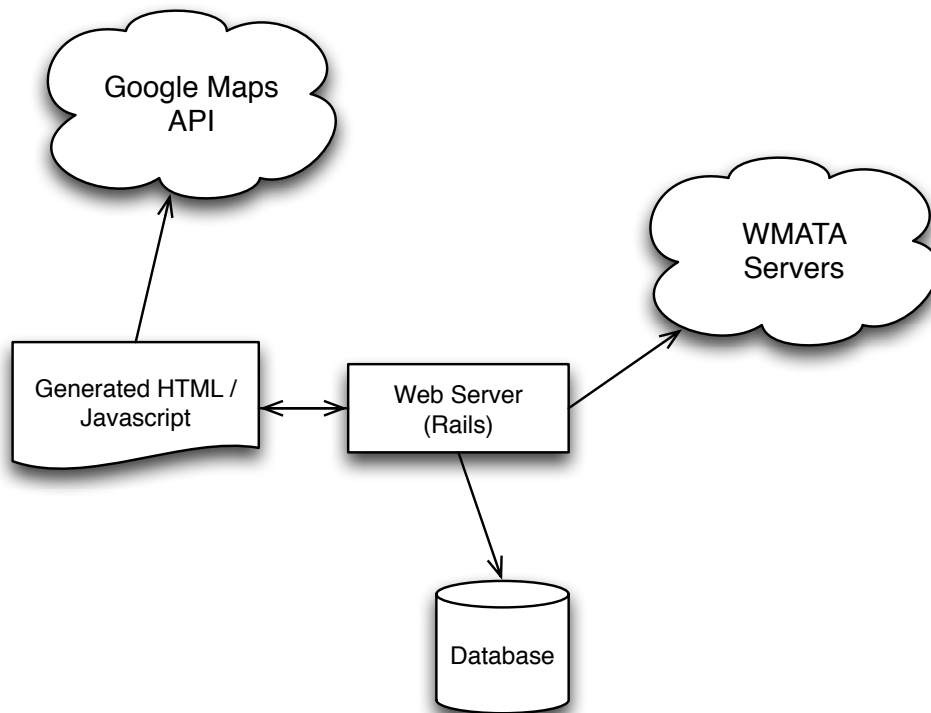 Google Maps
API
WMATA
Servers
Generated HTML /
Javascript
Web Server
(Rails)
Database